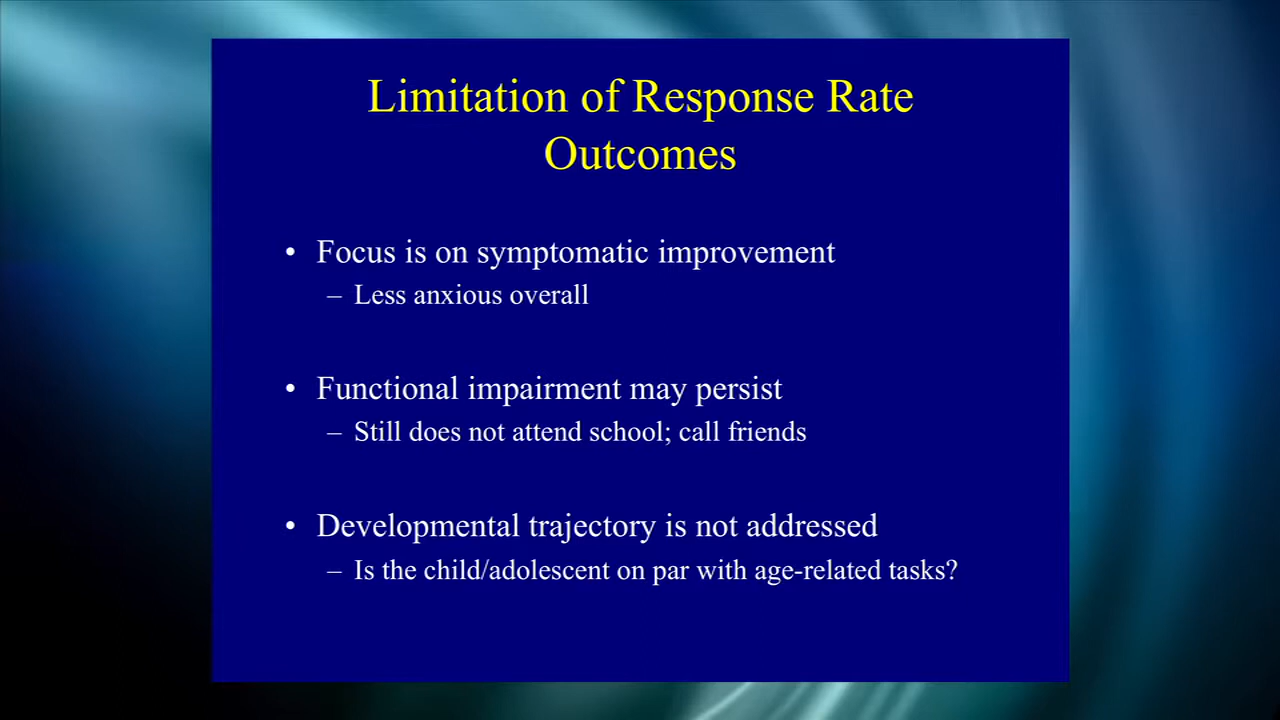 Limitation of Response Rate
Outcomes
• Focus is on symptomatic improvement
– Less anxious overall
• Functional impairment may persist
– Still does not attend school; call friends
• Developmental trajectory is not addressed
– Is the child/adolescent on par with age-related tasks?